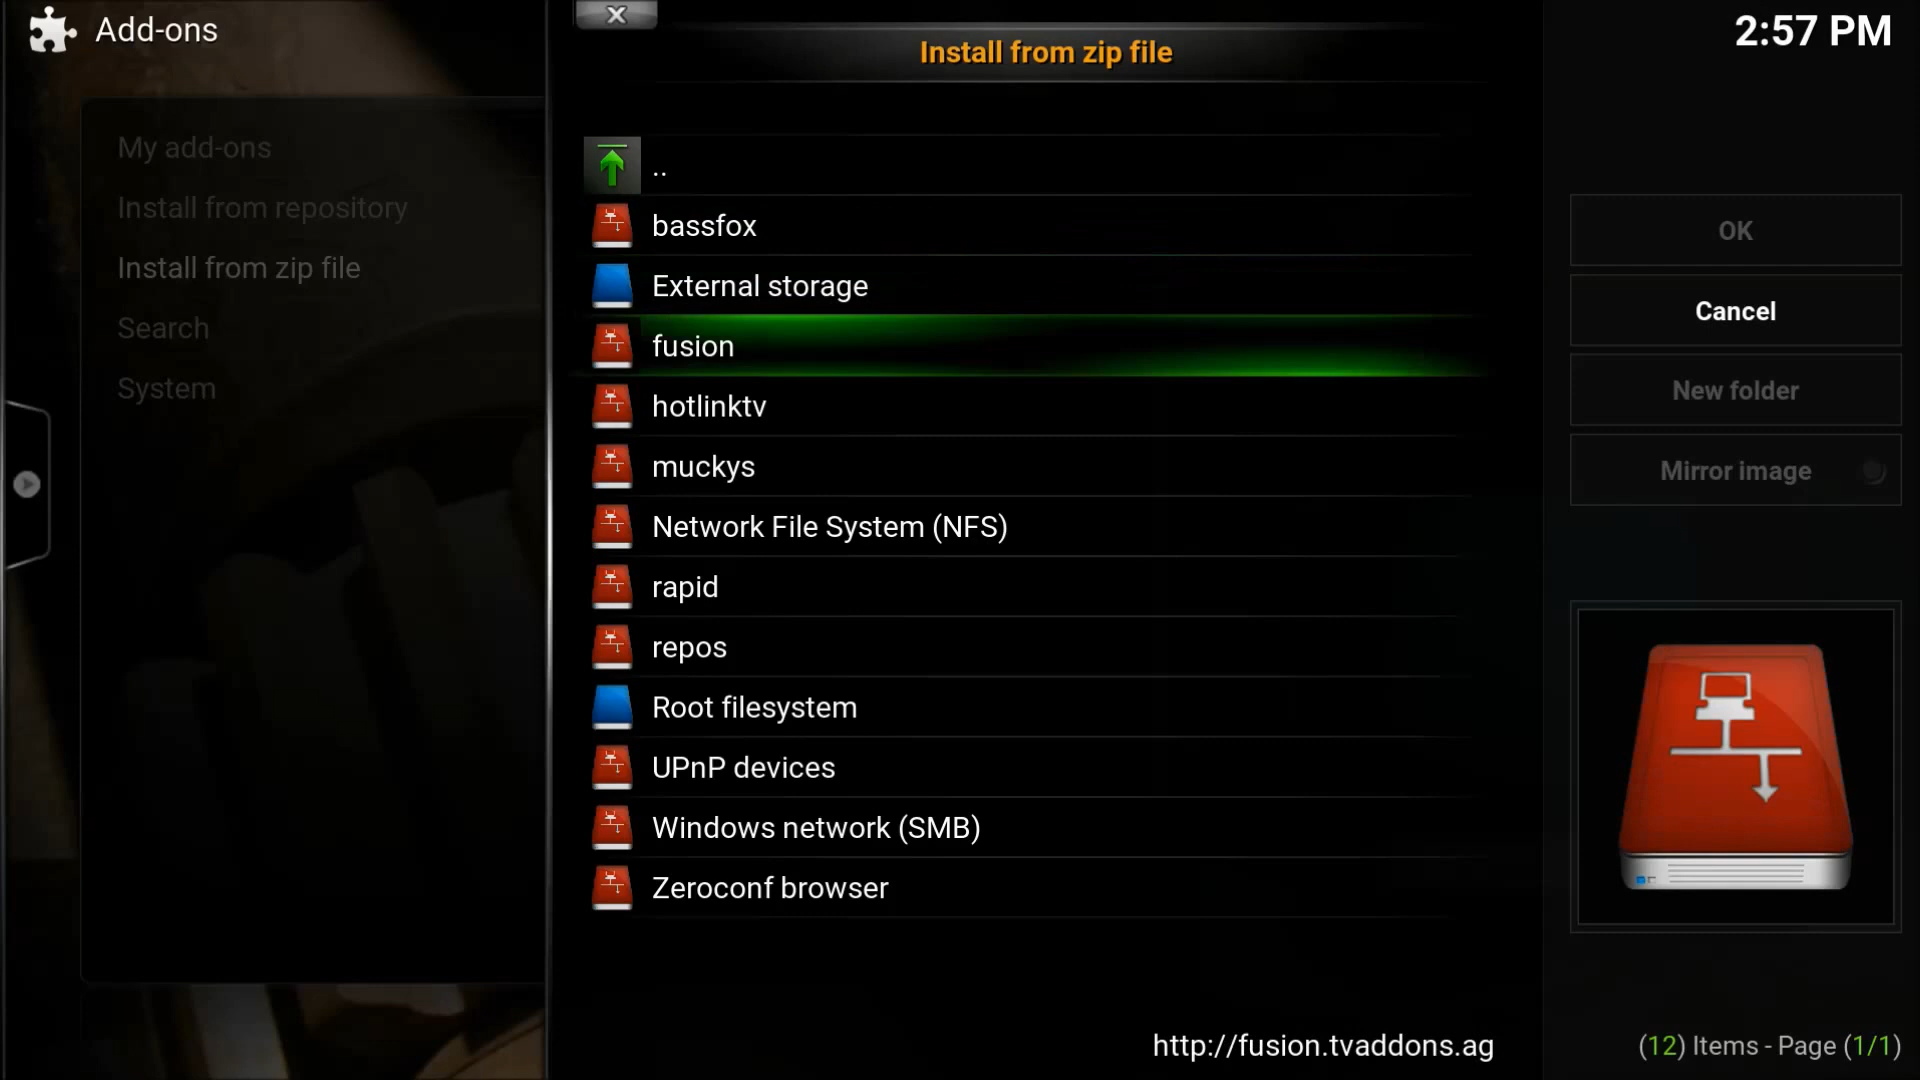 Add-ons
X
Install from zip file
2:57 PM
My add-ons
Install from repository
Install from zip file
Search
System
..
bassfox
External storage
fusion
hotlinktv
muckys
Network File System (NFS)
rapid
repos
Root filesystem
UPnP devices
Windows network (SMB)
Zeroconf browser
OK
Cancel
New folder
Mirror image
http://fusion.tvaddons.ag
(12) Items - Page (1/1)